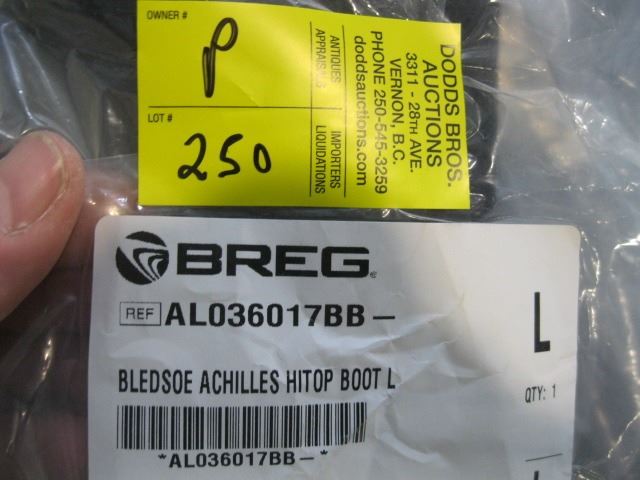 OWNER #
P
LOT #
250
ANTIQUES
APPRAISALS
IMPORTERS
LIQUIDATIONS
DODDS BROS.
AUCTIONS
3311 - 28TH AVE.
VERNON, B.C.
PHONE 250-545-3259
doddsauctions.com
BREG®
REF AL036017BB-
L
BLEDSOE ACHILLES HITOP BOOT L
QTY: 1
*AL036017BB-*